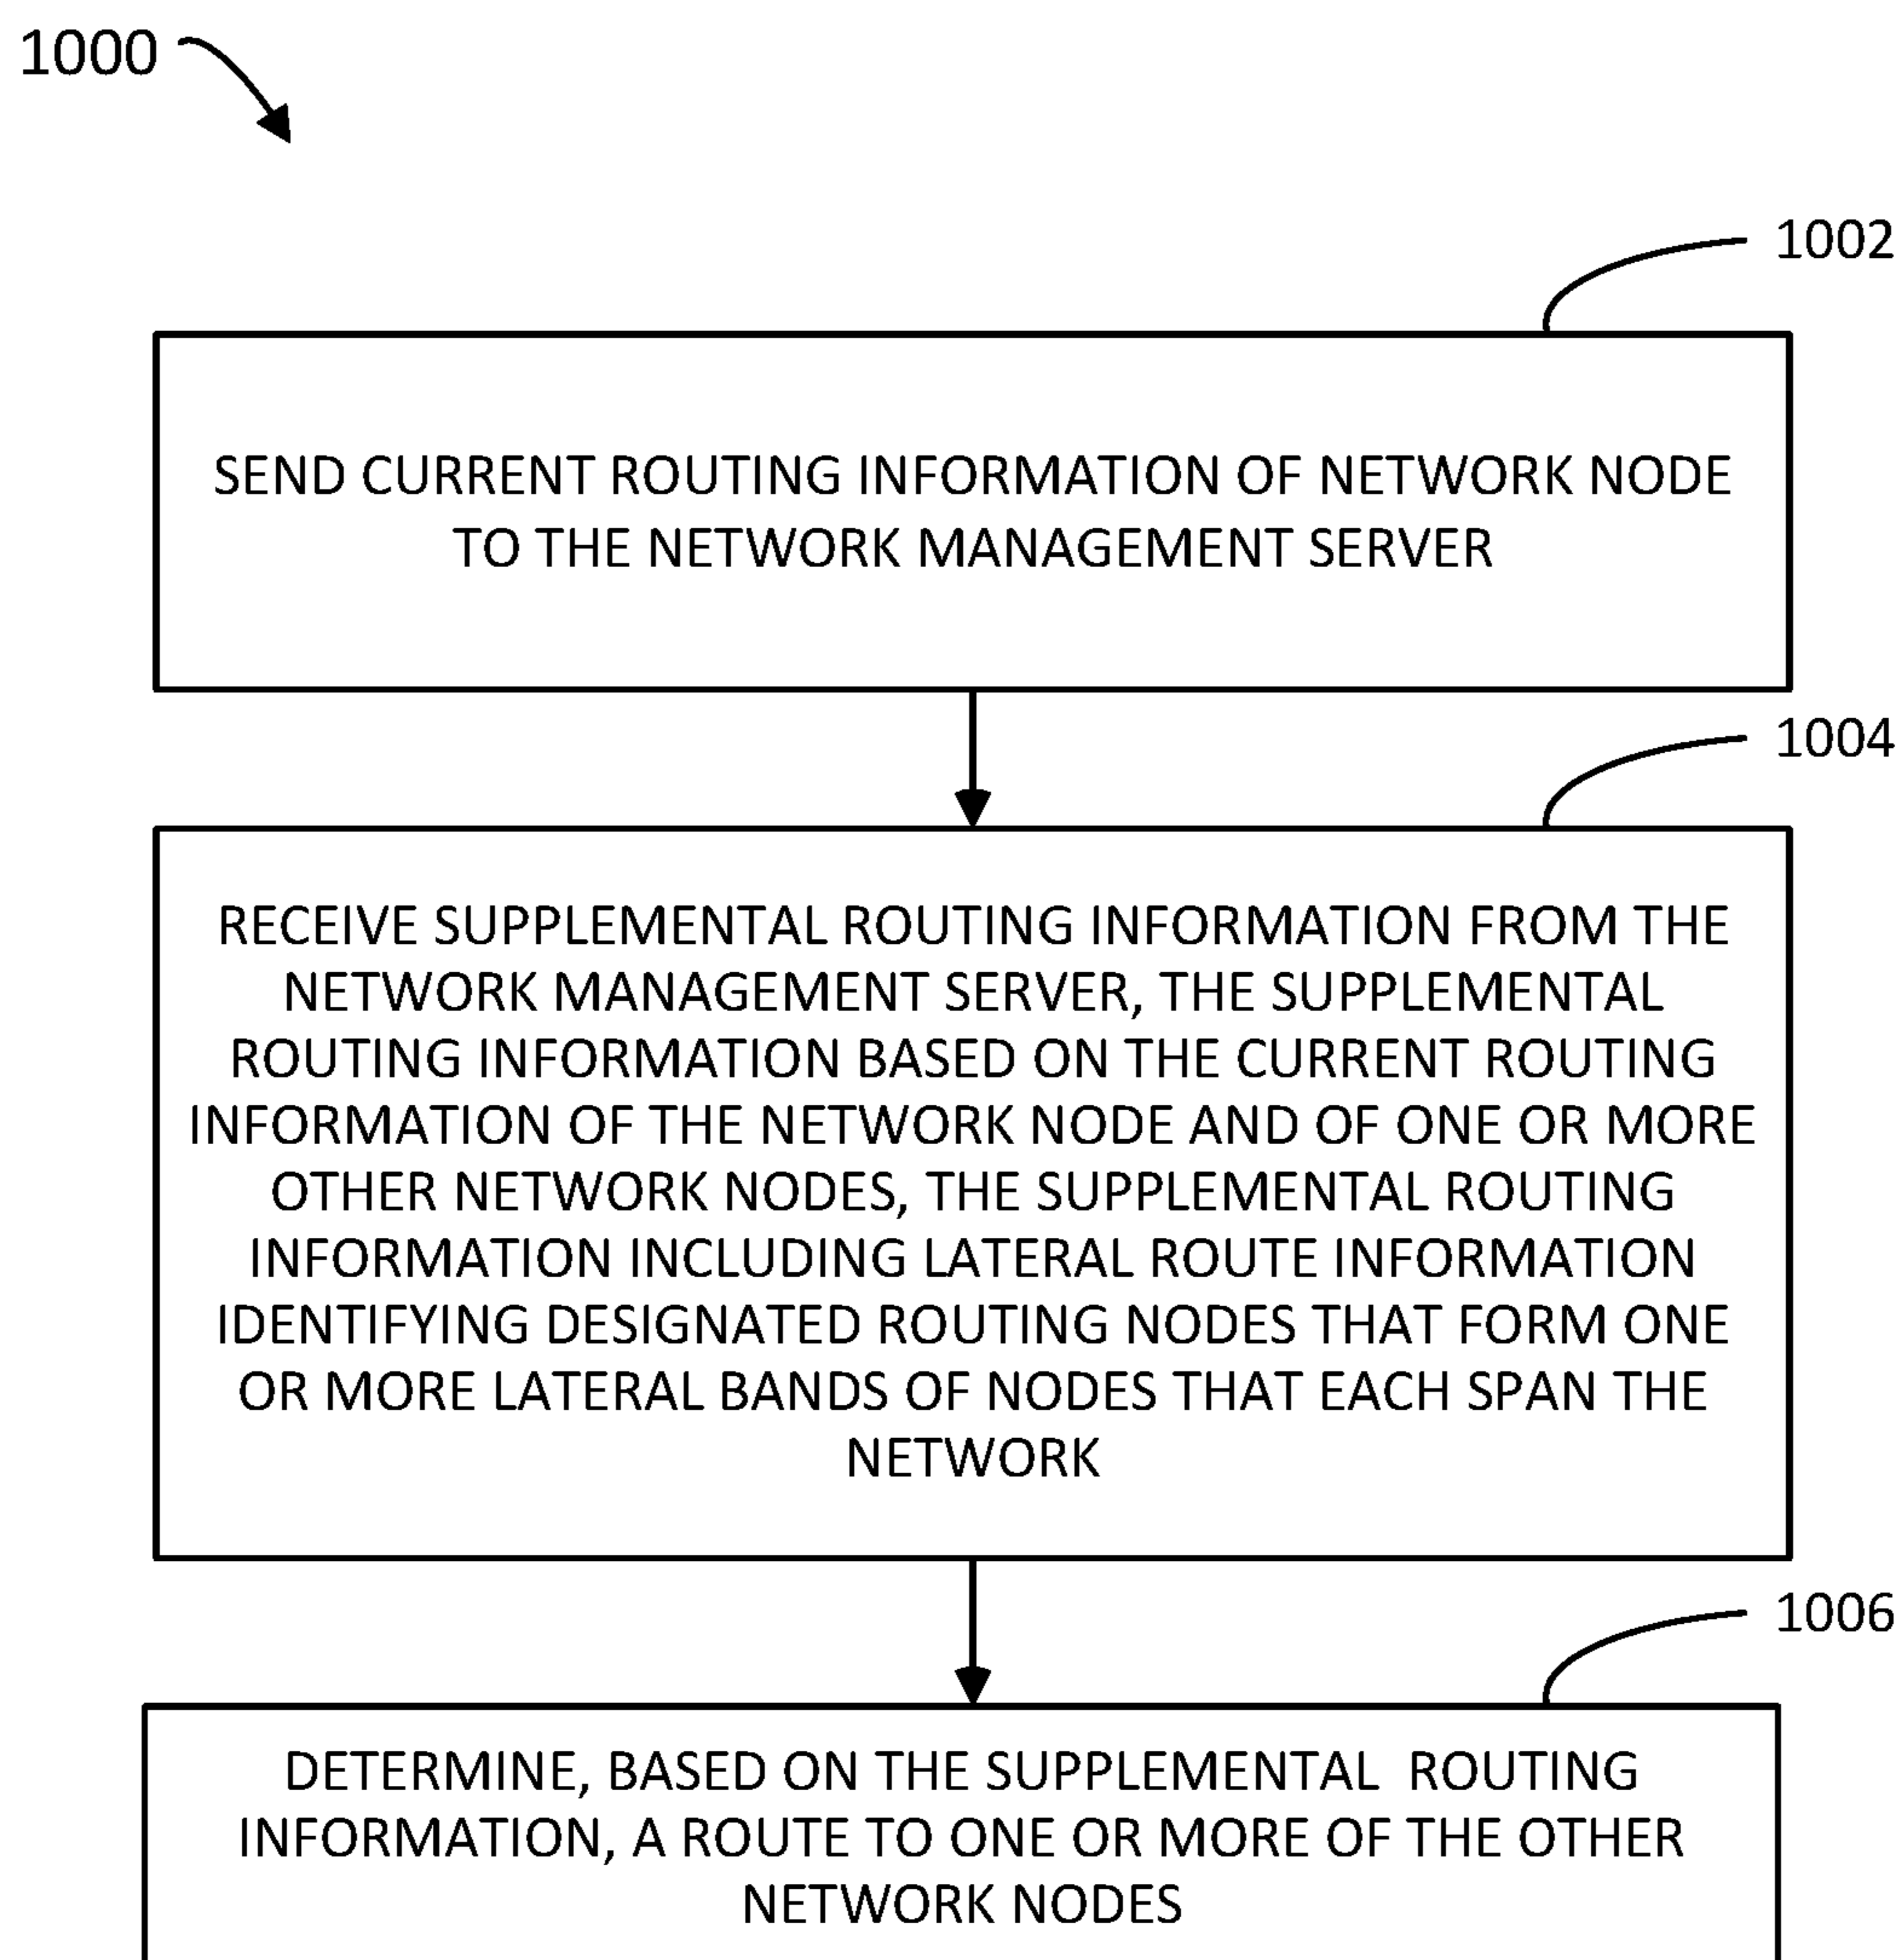 1000
1002
SEND CURRENT ROUTING INFORMATION OF NETWORK NODE
TO THE NETWORK MANAGEMENT SERVER
1004
RECEIVE SUPPLEMENTAL ROUTING INFORMATION FROM THE
NETWORK MANAGEMENT SERVER, THE SUPPLEMENTAL
ROUTING INFORMATION BASED ON THE CURRENT ROUTING
INFORMATION OF THE NETWORK NODE AND OF ONE OR MORE
OTHER NETWORK NODES, THE SUPPLEMENTAL ROUTING
INFORMATION INCLUDING LATERAL ROUTE INFORMATION
IDENTIFYING DESIGNATED ROUTING NODES THAT FORM ONE
OR MORE LATERAL BANDS OF NODES THAT EACH SPAN THE
NETWORK
1006
DETERMINE, BASED ON THE SUPPLEMENTAL ROUTING
INFORMATION, A ROUTE TO ONE OR MORE OF THE OTHER
NETWORK NODES